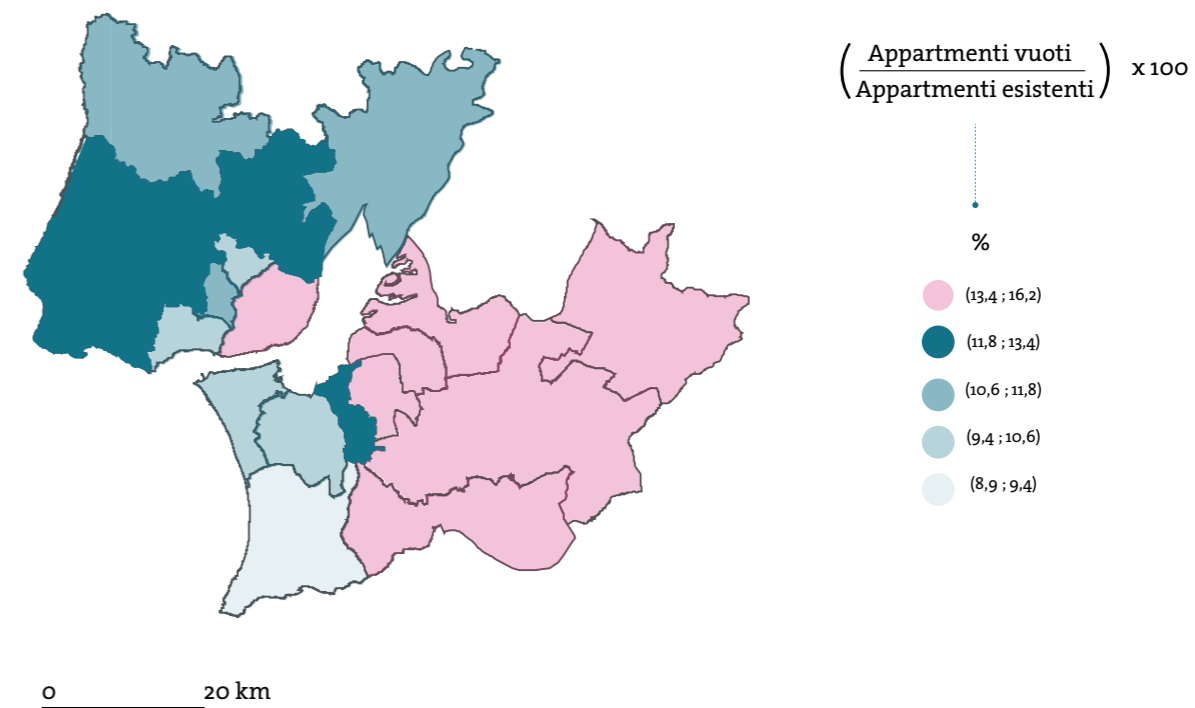 ( Appartmenti vuoti
Appartmenti esistenti ) x 100
%
(13,4 ; 16,2)
(11,8 ; 13,4)
(10,6 ; 11,8)
(9,4 ; 10,6)
(8,9 ; 9,4)
0 20 km